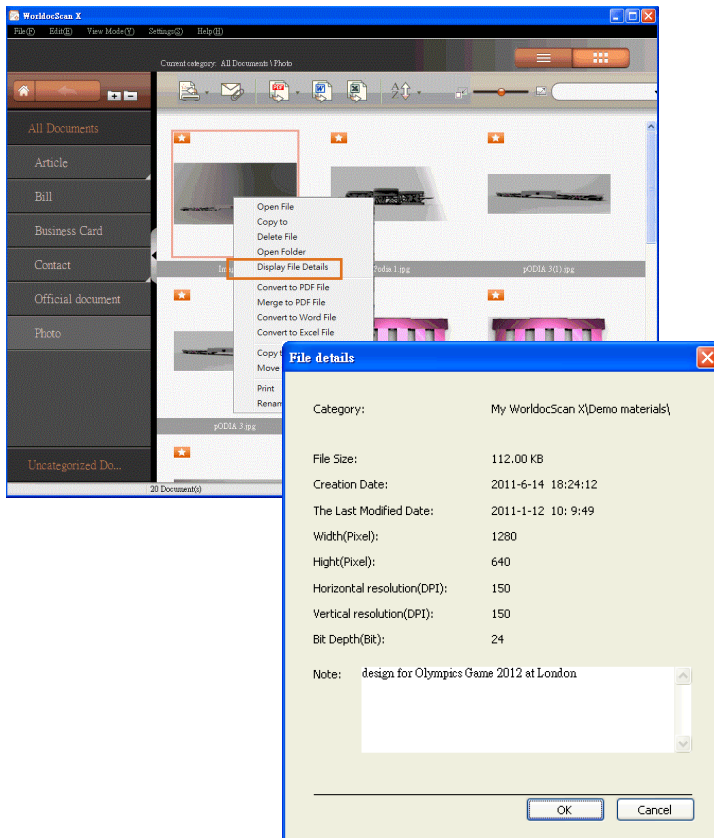 WorldocScan X
File(F) Edit(E) View Mode(Y) Settings(G) Help(H)
Current category: All Documents \ Photo
All Documents
Article
Bill
Business Card
Contact
Official document
Photo
Uncategorized Do...
pODIA 3(1).jpg
pODIA 3.jpg
20 Document(s)
Open File
Copy to
Delete File
Open Folder
Display File Details
Convert to PDF File
Merge to PDF File
Convert to Word File
Convert to Excel File
Copy
Move
Print
File details
Category: My WorldocScan X\Demo materials\
File Size: 112.00 KB
Creation Date: 2011-6-14 18:24:12
The Last Modified Date: 2011-1-12 10: 9:49
Width(Pixel): 1280
Hight(Pixel): 640
Horizontal resolution(DPI): 150
Vertical resolution(DPI): 150
Bit Depth(Bit): 24
Note: design for Olympics Game 2012 at London
OK Cancel